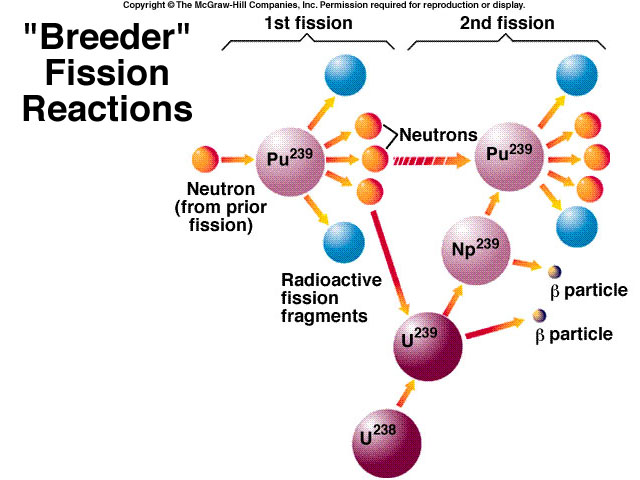 Copyright © The McGraw-Hill Companies, Inc. Permission required for reproduction or display.
"Breeder"
Fission
Reactions
1st fission
2nd fission
Pu239
Neutrons
Pu239
Neutron
(from prior
fission)
Np239
Radioactive
fission
fragments
β particle
U239
β particle
U238